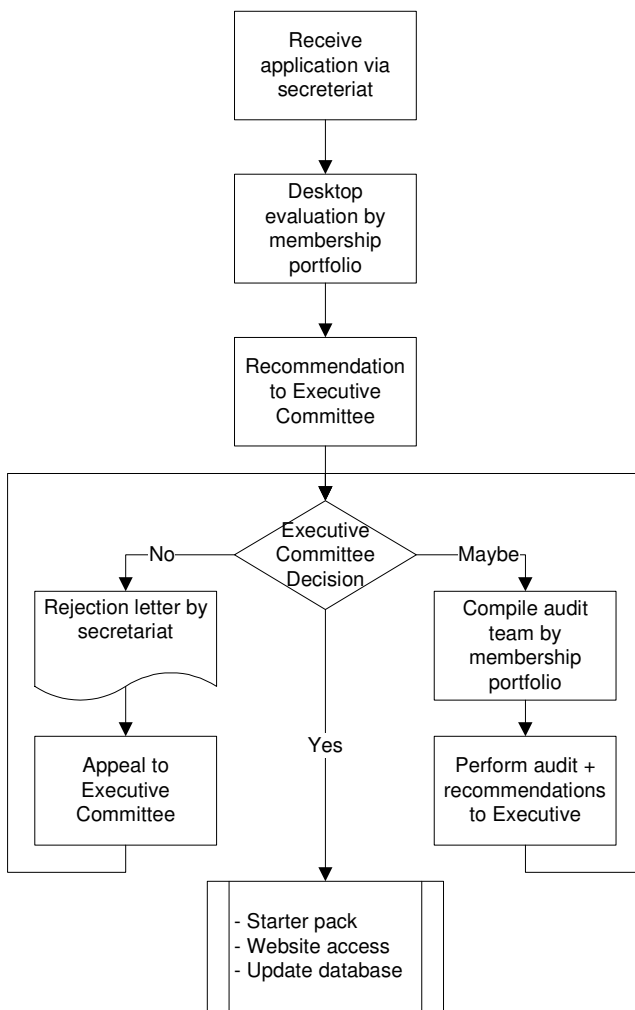 Receive
application via
secreteriat
Desktop
evaluation by
membership
portfolio
Recommendation
to Executive
Committee
Executive
Committee
Decision
No
Maybe
Rejection letter by
secretariat
Compile audit
team by
membership
portfolio
Yes
Appeal to
Executive
Committee
Perform audit +
recommendations
to Executive
- Starter pack
- Website access
- Update database